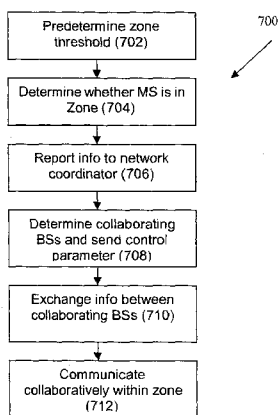 700
Predetermine zone
threshold (702)
Determine whether MS is in
Zone (704)
Report info to network
coordinator (706)
Determine collaborating
BSs and send control
parameter (708)
Exchange info between
collaborating BSs (710)
Communicate
collaboratively within zone
(712)